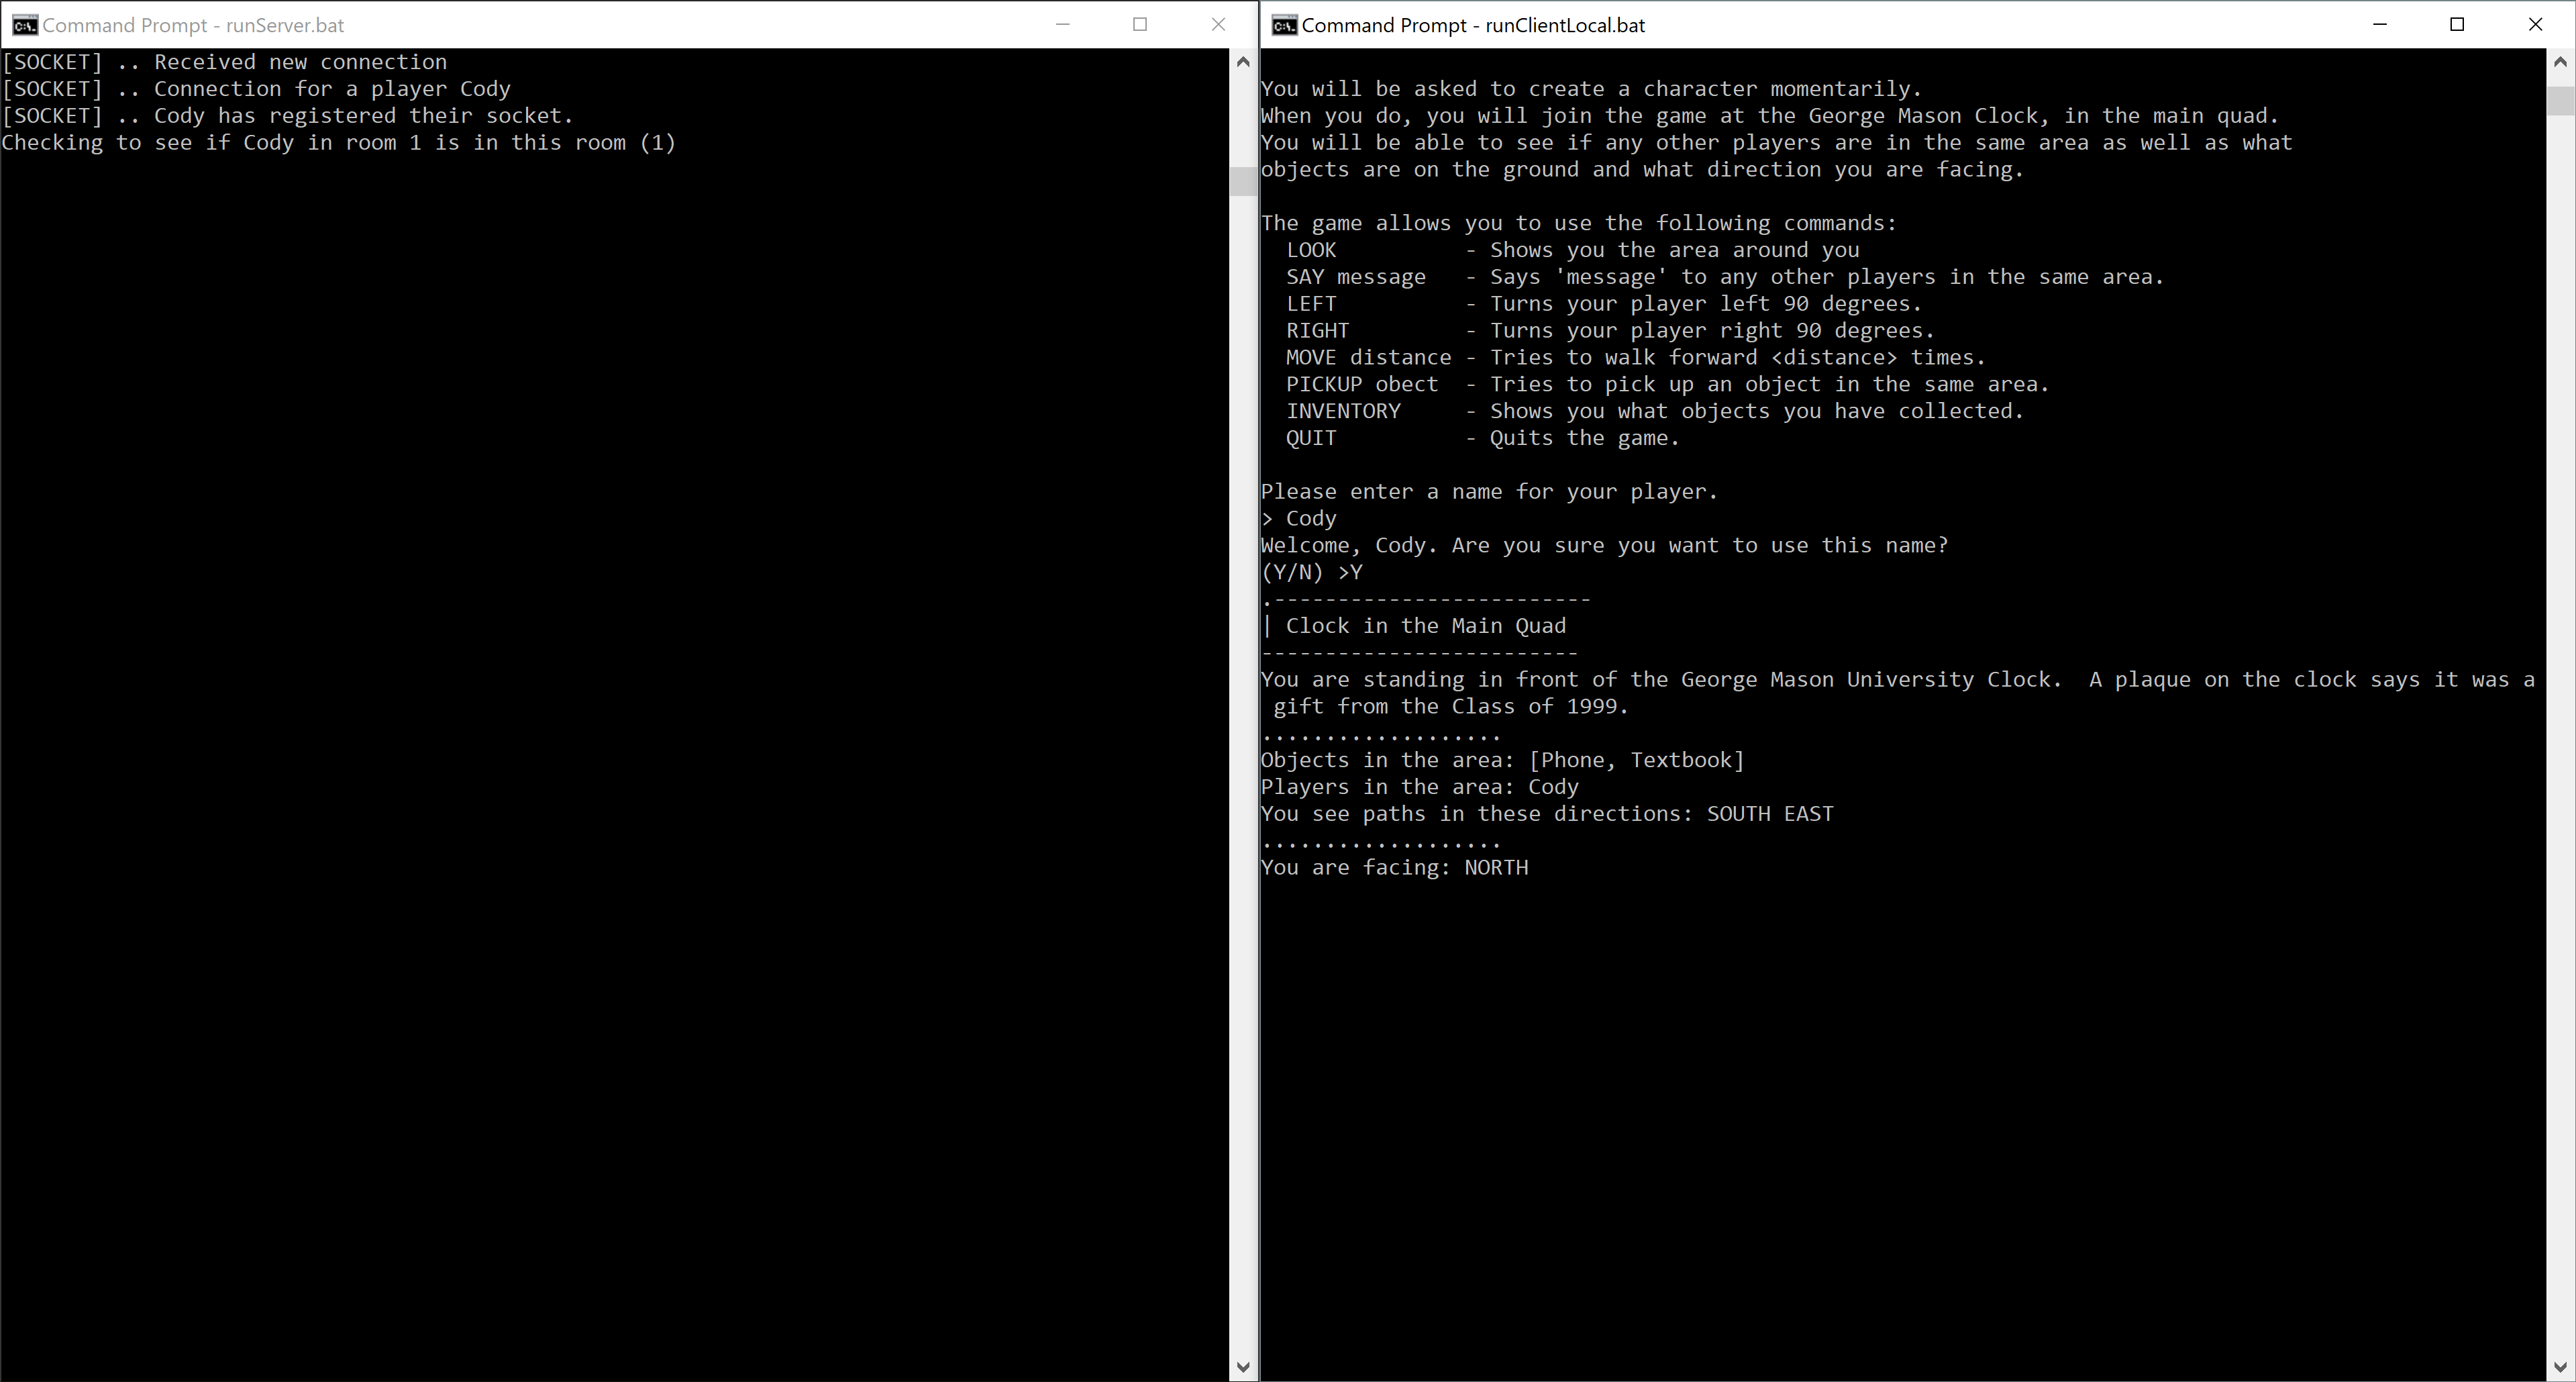 Command Prompt - runServer.bat
[SOCKET] .. Received new connection
[SOCKET] .. Connection for a player Cody
[SOCKET] .. Cody has registered their socket.
Checking to see if Cody in room 1 is in this room (1)
Command Prompt - runClientLocal.bat
You will be asked to create a character momentarily.
When you do, you will join the game at the George Mason Clock, in the main quad.
You will be able to see if any other players are in the same area as well as what
objects are on the ground and what direction you are facing.
The game allows you to use the following commands:
  LOOK          - Shows you the area around you
  SAY message   - Says 'message' to any other players in the same area.
  LEFT          - Turns your player left 90 degrees.
  RIGHT         - Turns your player right 90 degrees.
  MOVE distance - Tries to walk forward <distance> times.
  PICKUP obect  - Tries to pick up an object in the same area.
  INVENTORY     - Shows you what objects you have collected.
  QUIT          - Quits the game.
Please enter a name for your player.
> Cody
Welcome, Cody. Are you sure you want to use this name?
(Y/N) >Y
.-------------------------
| Clock in the Main Quad
-------------------------
You are standing in front of the George Mason University Clock.  A plaque on the clock says it was a
 gift from the Class of 1999.
...................
Objects in the area: [Phone, Textbook]
Players in the area: Cody
You see paths in these directions: SOUTH EAST
...................
You are facing: NORTH